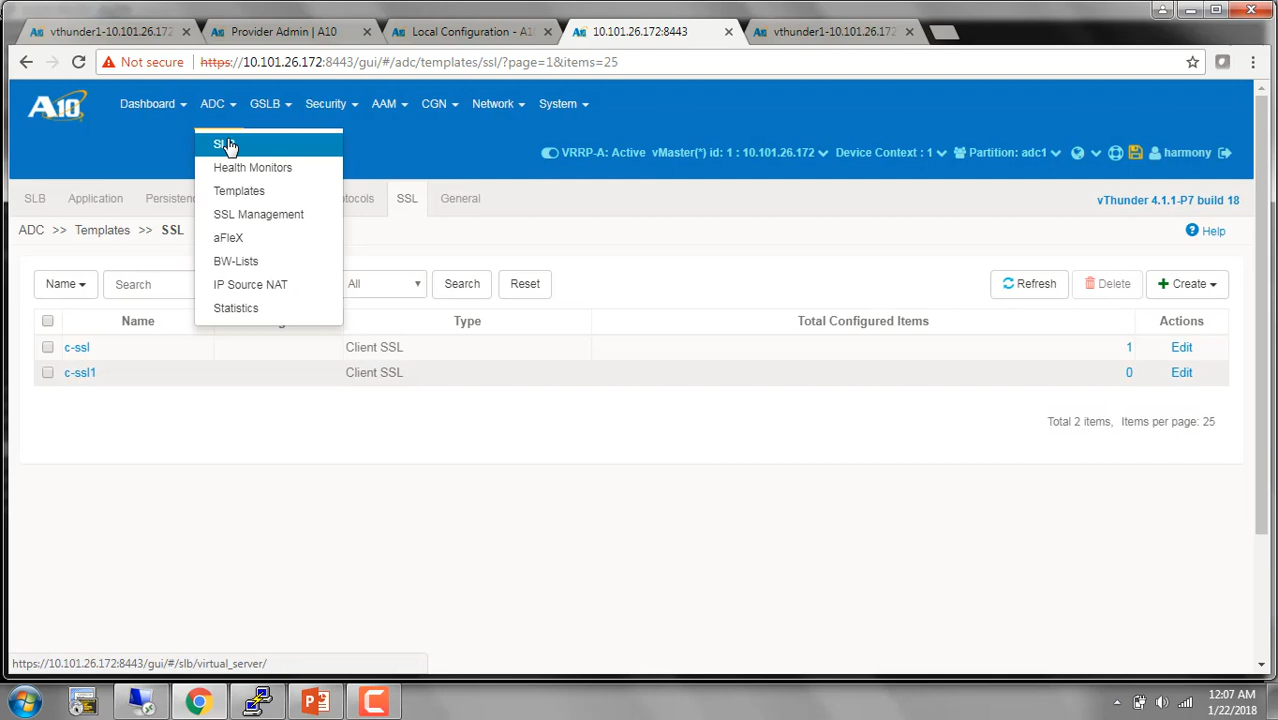 vthunder1-10.101.26.172:
Provider Admin | A10
Local Configuration - A1
10.101.26.172:8443
vthunder1-10.101.26.172:
Not secure https://10.101.26.172:8443/gui/#/adc/templates/ssl/?page=1&items=25
A10 Dashboard ADC GSLB Security AAM CGN Network System
VRRP-A: Active vMaster(*) id: 1 : 10.101.26.172 Device Context : 1 Partition: adc1 harmony
Health Monitors
Templates
SSL Management
aFleX
BW-Lists
IP Source NAT
Statistics
SLB Application SSL General vThunder 4.1.1-P7 build 18
ADC >> Templates >> SSL Help
Name Search All Search Reset Refresh Delete Create
Name Type Total Configured Items Actions
c-ssl Client SSL 1 Edit
c-ssl1 Client SSL 0 Edit
Total 2 items, Items per page: 25
https://10.101.26.172:8443/gui/#/slb/virtual_server/
12:07 AM
1/22/2018